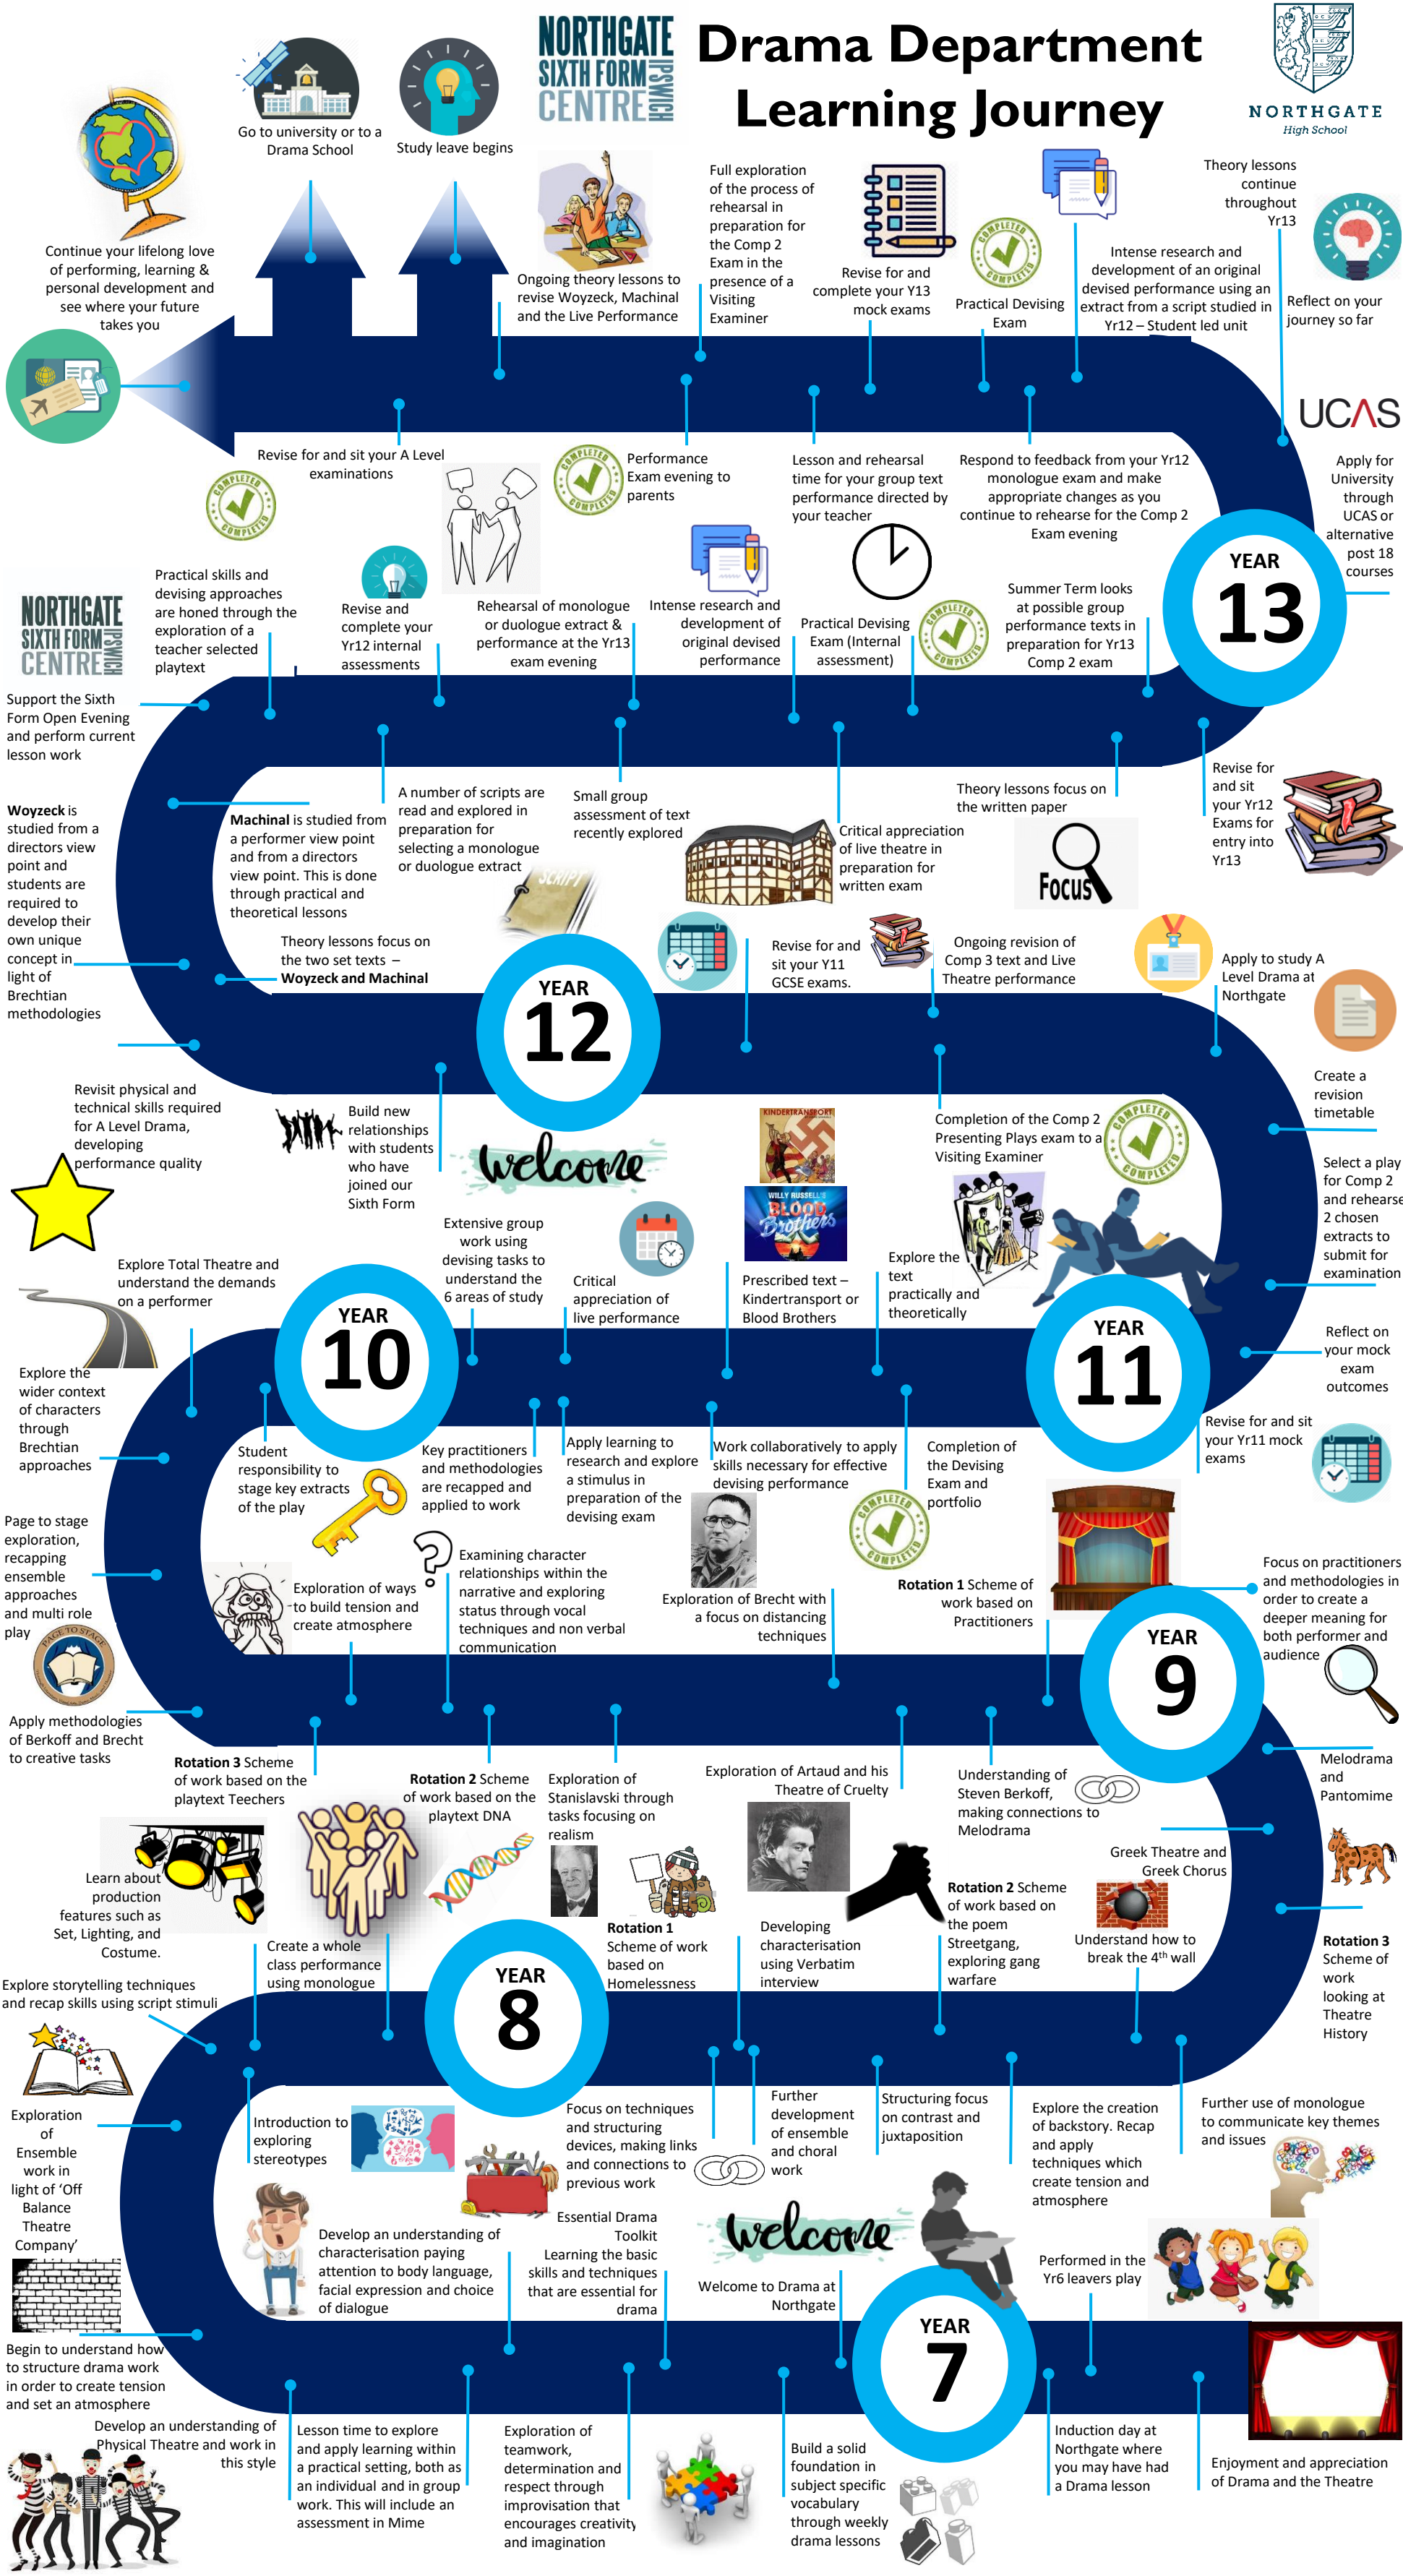 NORTHGATE
SIXTH FORM
CENTRE
IPSWICH
Drama Department
Learning Journey
NORTHGATE
High School
Go to university or to a
Drama School
Study leave begins
Continue your lifelong love
of performing, learning &
personal development and
see where your future
takes you
Ongoing theory lessons to
revise Woyzeck, Machinal
and the Live Performance
Full exploration
of the process of
rehearsal in
preparation for
the Comp 2
Exam in the
presence of a
Visiting
Examiner
Revise for and
complete your Y13
mock exams
COMPLETED
COMPLETED
Practical Devising
Exam
Intense research and
development of an original
devised performance using an
extract from a script studied in
Yr12 – Student led unit
Theory lessons
continue
throughout
Yr13
Reflect on your
journey so far
UCAS
Apply for
University
through
UCAS or
alternative
post 18
courses
Revise for and sit your A Level
examinations
COMPLETED
COMPLETED
COMPLETED
COMPLETED
Performance
Exam evening to
parents
Lesson and rehearsal
time for your group text
performance directed by
your teacher
Respond to feedback from your Yr12
monologue exam and make
appropriate changes as you
continue to rehearse for the Comp 2
Exam evening
YEAR
13
NORTHGATE
SIXTH FORM
CENTRE
IPSWICH
Practical skills and
devising approaches
are honed through the
exploration of a
teacher selected
playtext
Revise and
complete your
Yr12 internal
assessments
Rehearsal of monologue
or duologue extract &
performance at the Yr13
exam evening
Intense research and
development of
original devised
performance
Practical Devising
Exam (Internal
assessment)
COMPLETED
COMPLETED
Summer Term looks
at possible group
performance texts in
preparation for Yr13
Comp 2 exam
Support the Sixth
Form Open Evening
and perform current
lesson work
Woyzeck is
studied from a
directors view
point and
students are
required to
develop their
own unique
concept in
light of
Brechtian
methodologies
Machinal is studied from
a performer view point
and from a directors
view point. This is done
through practical and
theoretical lessons
A number of scripts are
read and explored in
preparation for
selecting a monologue
or duologue extract
SCRIPT
Small group
assessment of text
recently explored
Critical appreciation
of live theatre in
preparation for
written exam
Theory lessons focus on
the written paper
Focus
Revise for
and sit
your Yr12
Exams for
entry into
Yr13
Theory lessons focus on
the two set texts –
Woyzeck and Machinal
YEAR
12
Revise for and
sit your Y11
GCSE exams.
Ongoing revision of
Comp 3 text and Live
Theatre performance
Apply to study A
Level Drama at
Northgate
Create a
revision
timetable
Revisit physical and
technical skills required
for A Level Drama,
developing
performance quality
Build new
relationships
with students
who have
joined our
Sixth Form
welcome
KINDERTRANSPORT
WILLY RUSSELL'S
BLOOD
Brothers
Completion of the Comp 2
Presenting Plays exam to a
Visiting Examiner
COMPLETED
COMPLETED
Select a play
for Comp 2
and rehearse
2 chosen
extracts to
submit for
examination
Explore Total Theatre and
understand the demands
on a performer
YEAR
10
Extensive group
work using
devising tasks to
understand the
6 areas of study
Critical
appreciation of
live performance
Prescribed text –
Kindertransport or
Blood Brothers
Explore the
text
practically and
theoretically
YEAR
11
Reflect on
your mock
exam
outcomes
Explore the
wider context
of characters
through
Brechtian
approaches
Student
responsibility to
stage key extracts
of the play
Key practitioners
and methodologies
are recapped and
applied to work
Apply learning to
research and explore
a stimulus in
preparation of the
devising exam
Work collaboratively to apply
skills necessary for effective
devising performance
Completion of
the Devising
Exam and
portfolio
COMPLETED
COMPLETED
Revise for and sit
your Yr11 mock
exams
Page to stage
exploration,
recapping
ensemble
approaches
and multi role
play
PAGE TO STAGE
Exploration of ways
to build tension and
create atmosphere
Examining character
relationships within the
narrative and exploring
status through vocal
techniques and non verbal
communication
Exploration of Brecht with
a focus on distancing
techniques
Rotation 1 Scheme of
work based on
Practitioners
YEAR
9
Focus on practitioners
and methodologies in
order to create a
deeper meaning for
both performer and
audience
Apply methodologies
of Berkoff and Brecht
to creative tasks
Rotation 3 Scheme
of work based on the
playtext Teechers
Rotation 2 Scheme
of work based on the
playtext DNA
Exploration of
Stanislavski through
tasks focusing on
realism
Exploration of Artaud and his
Theatre of Cruelty
Understanding of
Steven Berkoff,
making connections to
Melodrama
Melodrama
and
Pantomime
Greek Theatre and
Greek Chorus
Learn about
production
features such as
Set, Lighting, and
Costume.
Create a whole
class performance
using monologue
YEAR
8
Rotation 1
Scheme of work
based on
Homelessness
Developing
characterisation
using Verbatim
interview
Rotation 2 Scheme
of work based on
the poem
Streetgang,
exploring gang
warfare
Understand how to
break the 4th wall
Rotation 3
Scheme of
work
looking at
Theatre
History
Explore storytelling techniques
and recap skills using script stimuli
Exploration
of
Ensemble
work in
light of ‘Off
Balance
Theatre
Company’
Introduction to
exploring
stereotypes
Focus on techniques
and structuring
devices, making links
and connections to
previous work
Further
development
of ensemble
and choral
work
Structuring focus
on contrast and
juxtaposition
Explore the creation
of backstory. Recap
and apply
techniques which
create tension and
atmosphere
Further use of monologue
to communicate key themes
and issues
Develop an understanding of
characterisation paying
attention to body language,
facial expression and choice
of dialogue
Essential Drama
Toolkit
Learning the basic
skills and techniques
that are essential for
drama
welcome
Welcome to Drama at
Northgate
YEAR
7
Performed in the
Yr6 leavers play
Begin to understand how
to structure drama work
in order to create tension
and set an atmosphere
Develop an understanding of
Physical Theatre and work in
this style
Lesson time to explore
and apply learning within
a practical setting, both as
an individual and in group
work. This will include an
assessment in Mime
Exploration of
teamwork,
determination and
respect through
improvisation that
encourages creativity
and imagination
Build a solid
foundation in
subject specific
vocabulary
through weekly
drama lessons
Induction day at
Northgate where
you may have had
a Drama lesson
Enjoyment and appreciation
of Drama and the Theatre